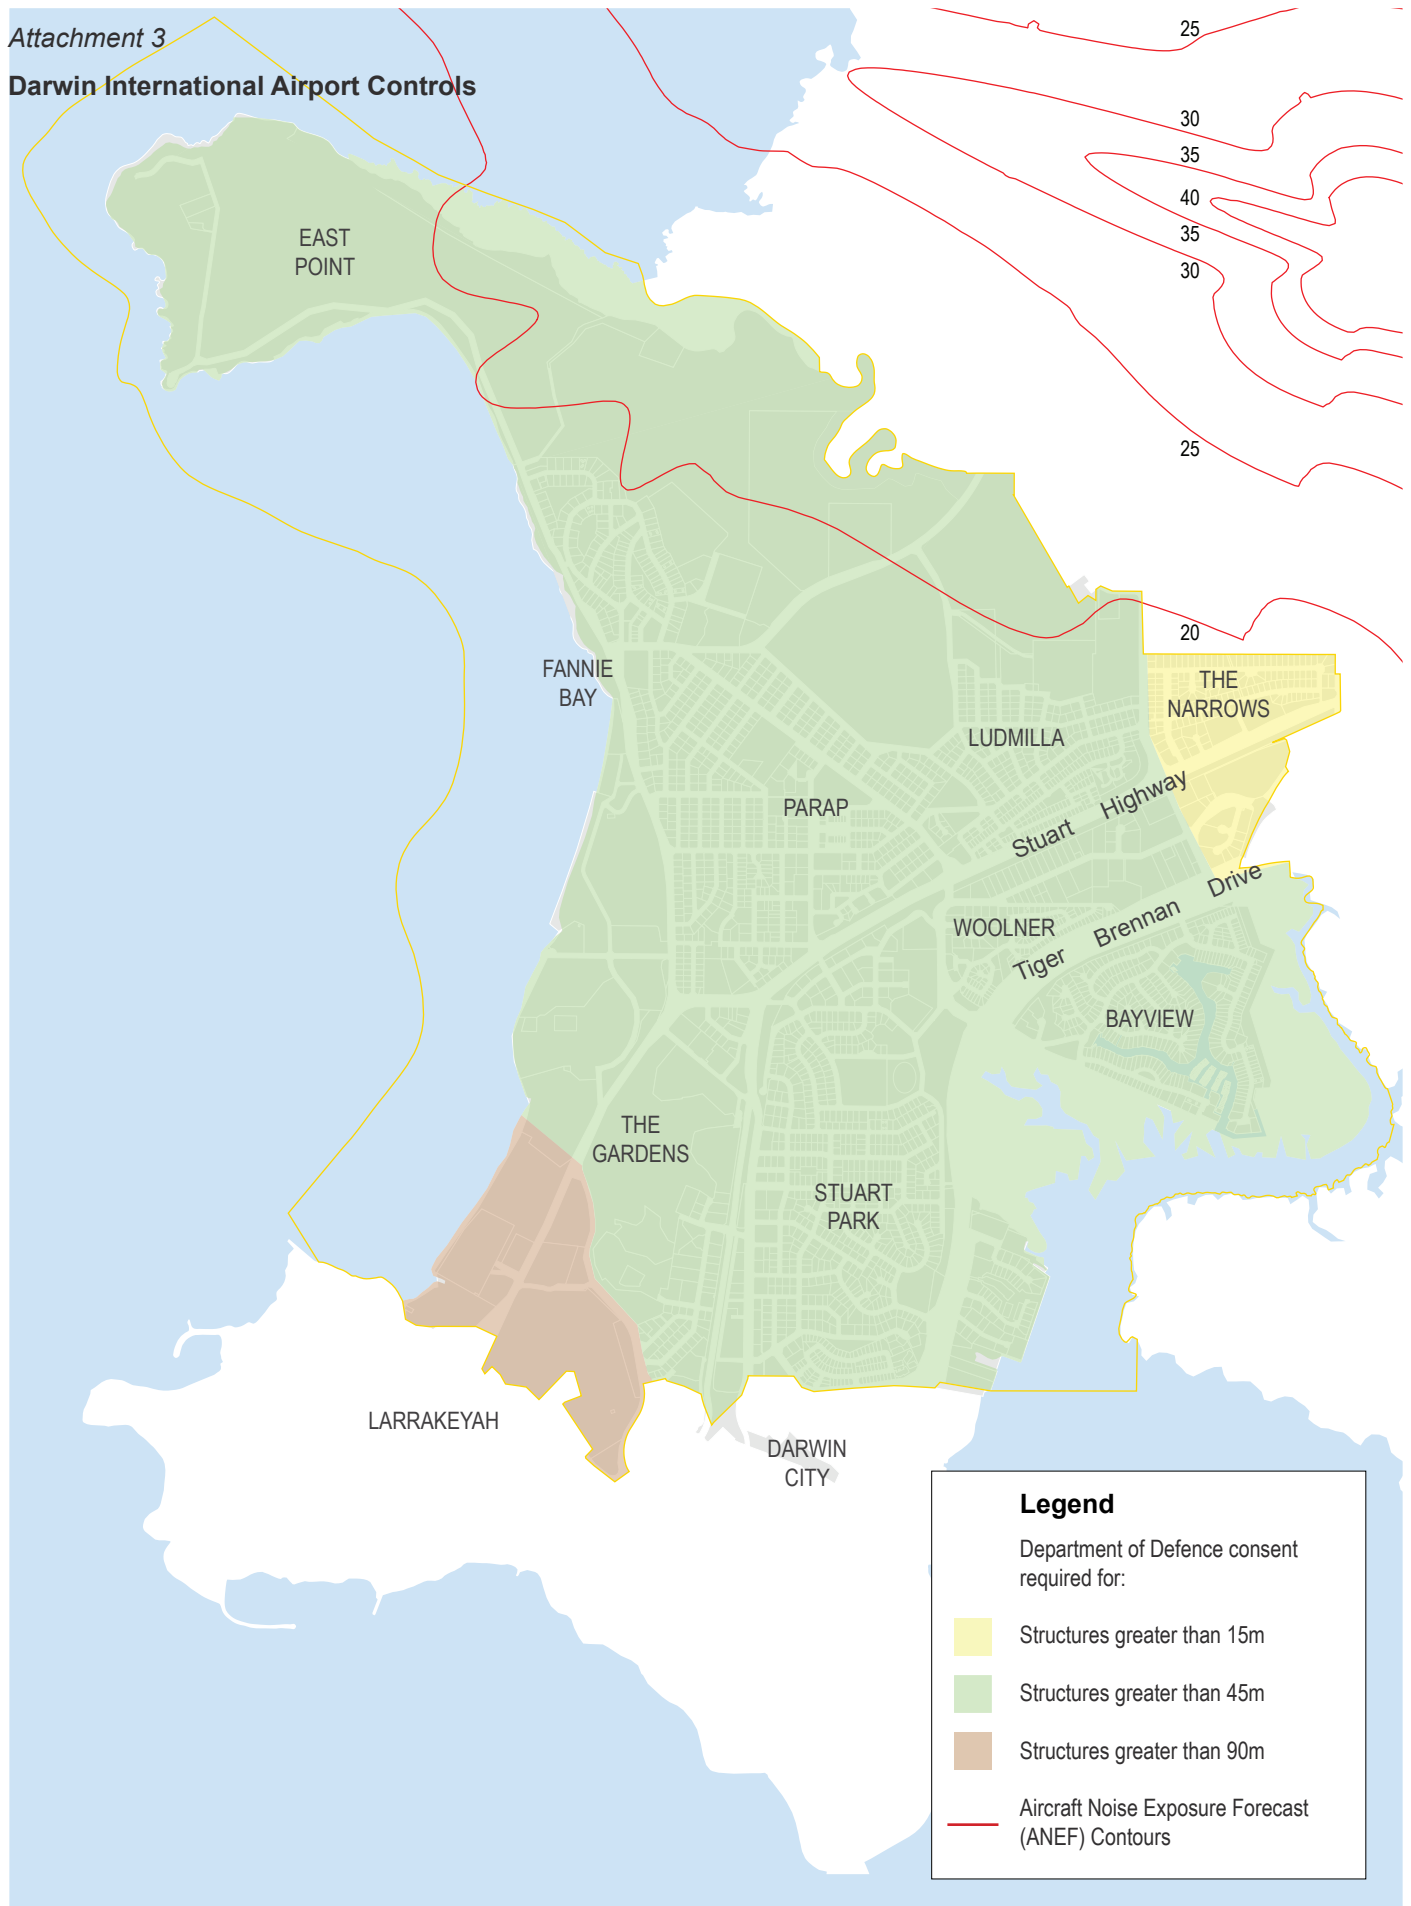 Attachment 3
Darwin International Airport Controls
25
30
35
40
35
30
25
20
EAST
POINT
FANNIE
BAY
THE
NARROWS
LUDMILLA
PARAP
Stuart Highway
WOOLNER
Tiger Brennan Drive
BAYVIEW
THE
GARDENS
STUART
PARK
LARRAKEYAH
DARWIN
CITY
Legend
Department of Defence consent
required for:
Structures greater than 15m
Structures greater than 45m
Structures greater than 90m
Aircraft Noise Exposure Forecast
(ANEF) Contours